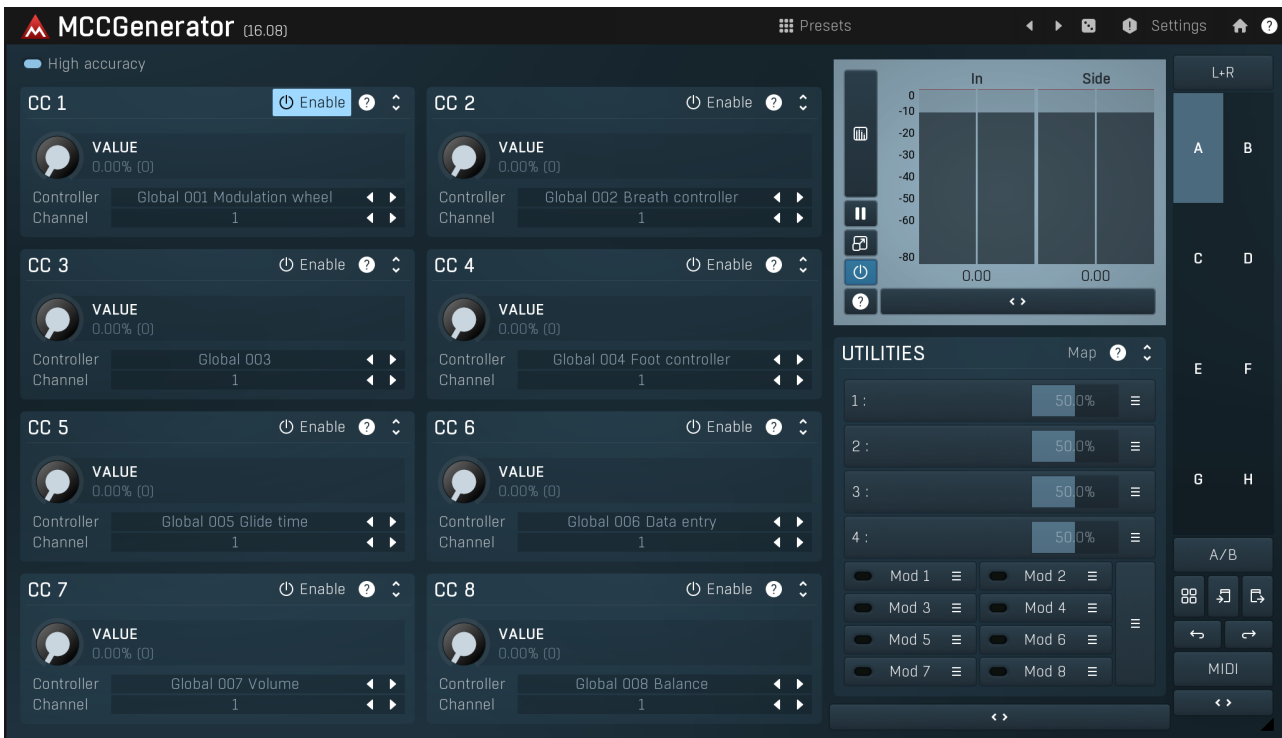 MCCGenerator (16.08)
Presets
Settings
?
High accuracy
CC 1
Enable
?
VALUE
0.00% (0)
Controller Global 001 Modulation wheel
Channel 1
CC 2
Enable
?
VALUE
0.00% (0)
Controller Global 002 Breath controller
Channel 1
CC 3
Enable
?
VALUE
0.00% (0)
Controller Global 003
Channel 1
CC 4
Enable
?
VALUE
0.00% (0)
Controller Global 004 Foot controller
Channel 1
CC 5
Enable
?
VALUE
0.00% (0)
Controller Global 005 Glide time
Channel 1
CC 6
Enable
?
VALUE
0.00% (0)
Controller Global 006 Data entry
Channel 1
CC 7
Enable
?
VALUE
0.00% (0)
Controller Global 007 Volume
Channel 1
CC 8
Enable
?
VALUE
0.00% (0)
Controller Global 008 Balance
Channel 1
In Side
0
-10
-20
-30
-40
-50
-60
-80
0.00 0.00
?
UTILITIES
Map
?
1 : 50.0%
2 : 50.0%
3 : 50.0%
4 : 50.0%
Mod 1 Mod 2
Mod 3 Mod 4
Mod 5 Mod 6
Mod 7 Mod 8
L+R
A B
C D
E F
G H
A/B
MIDI